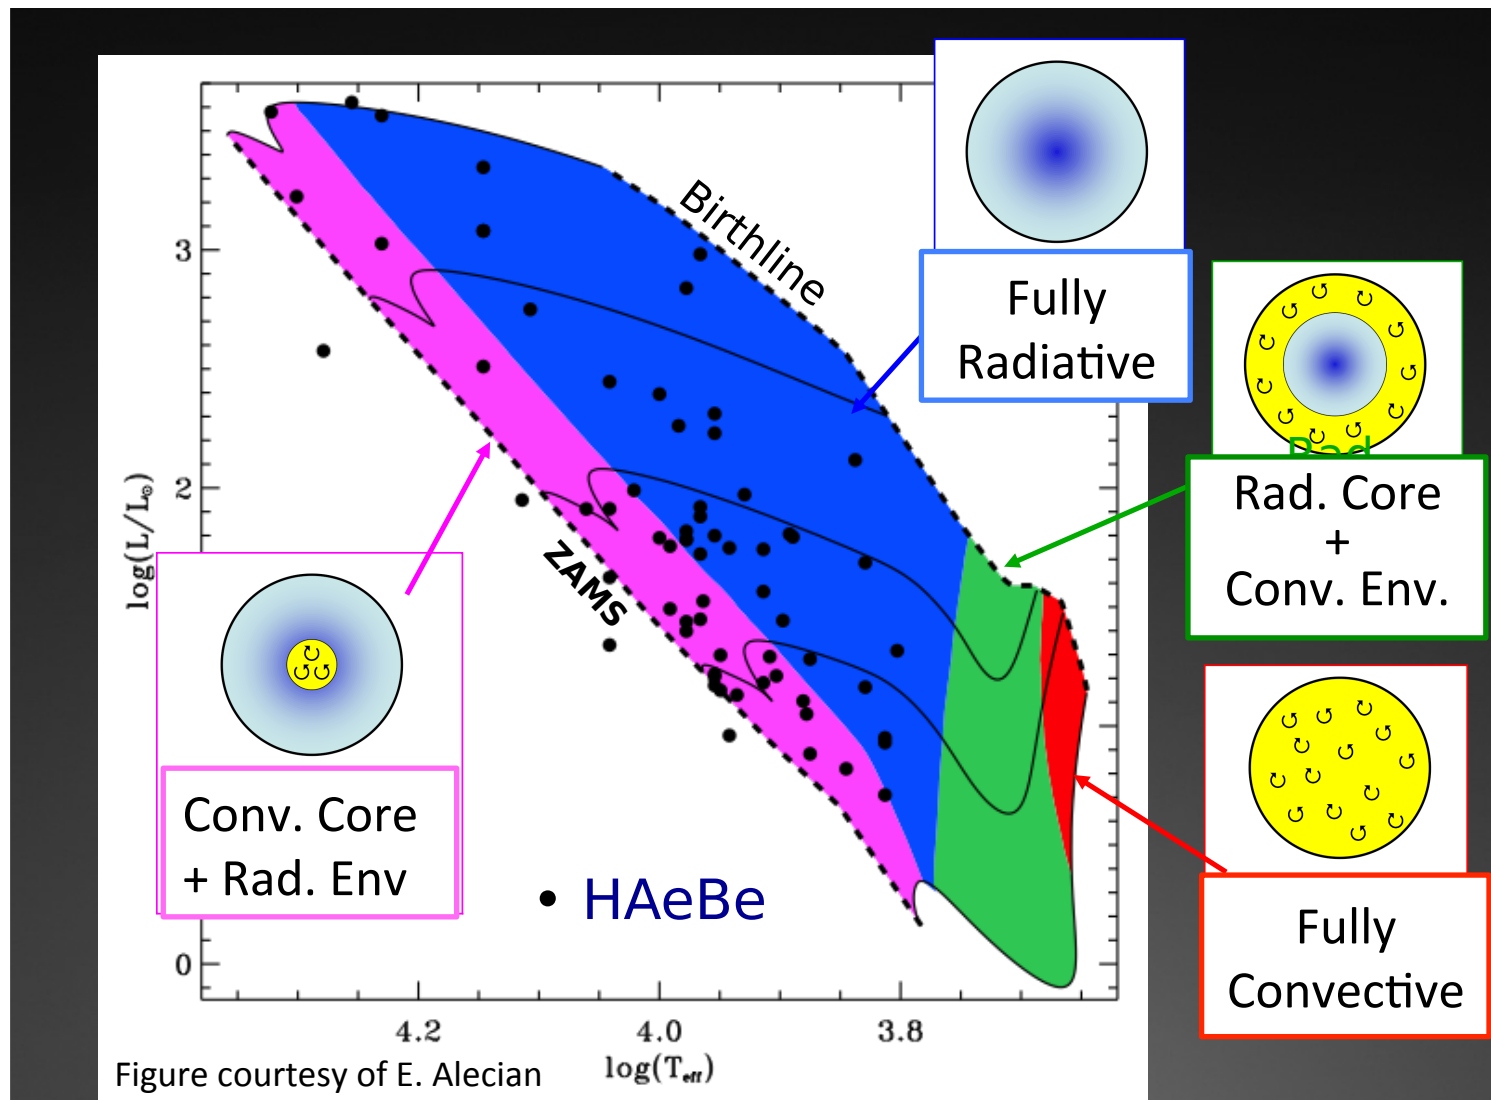 Birthline
Fully
Radiative
3
Rad
Rad. Core
+
Conv. Env.
2
log(L/L⊙)
ZAMS
Conv. Core
+ Rad. Env
• HAeBe
Fully
Convective
0
4.2 4.0 3.8
log(Teff)
Figure courtesy of E. Alecian